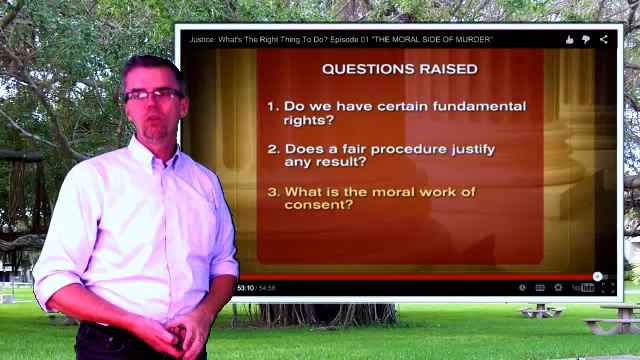 Justice: What's The Right Thing To Do? Episode 01 "THE MORAL SIDE OF MURDER"
QUESTIONS RAISED
1. Do we have certain fundamental
rights?
2. Does a fair procedure justify
any result?
3. What is the moral work of
consent?
53:10 / 54:56
YouTube